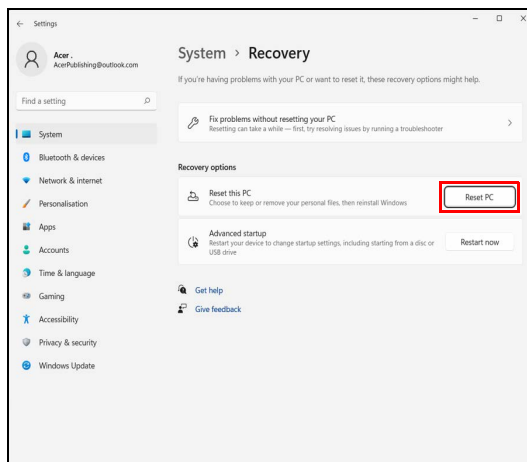 Settings
Acer .
AcerPublishing@outlook.com
Find a setting
System
Bluetooth & devices
Network & internet
Personalisation
Apps
Accounts
Time & language
Gaming
Accessibility
Privacy & security
Windows Update
System > Recovery
If you're having problems with your PC or want to reset it, these recovery options might help.
Fix problems without resetting your PC
Resetting can take a while — first, try resolving issues by running a troubleshooter
Recovery options
Reset this PC
Choose to keep or remove your personal files, then reinstall Windows
Reset PC
Advanced startup
Restart your device to change startup settings, including starting from a disc or
USB drive
Restart now
Get help
Give feedback